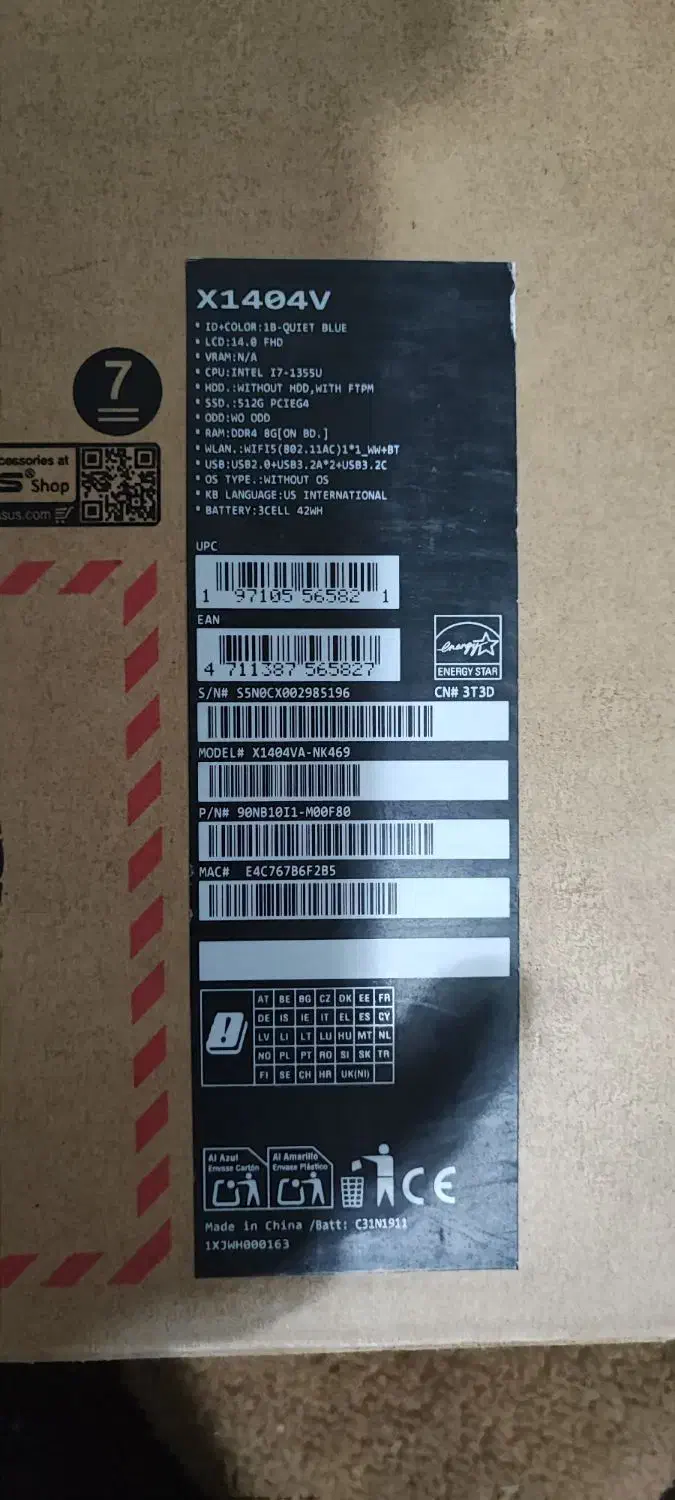 X1404V
* ID+COLOR:1B-QUIET BLUE
* LCD:14.0 FHD
* VRAM:N/A
* CPU:INTEL I7-1355U
* HDD.:WITHOUT HDD,WITH FTPM
* SSD.:512G PCIEG4
* ODD:WO ODD
* RAM:DDR4 8G[ON BD.]
* WLAN.:WIFI5(802.11AC)1*1_WW+BT
* USB:USB2.0+USB3.2A*2+USB3.2C
* OS TYPE.:WITHOUT OS
* KB LANGUAGE:US INTERNATIONAL
* BATTERY:3CELL 42WH
7
cessories at
S® Shop
sus.com
UPC
1 97105 56582 1
EAN
4 711387 565827
energy
ENERGY STAR
S/N# S5N0CX002985196
CN# 3T3D
MODEL# X1404VA-NK469
P/N# 90NB10I1-M00F80
MAC# E4C767B6F2B5
AT BE BG CZ DK EE FR
DE IS IE IT EL ES CY
LV LI LT LU HU MT NL
NO PL PT RO SI SK TR
FI SE CH HR UK(NI)
Al Azul
Envase Cartón
Al Amarillo
Envase Plástico
CE
Made in China /Batt: C31N1911
1XJWH000163